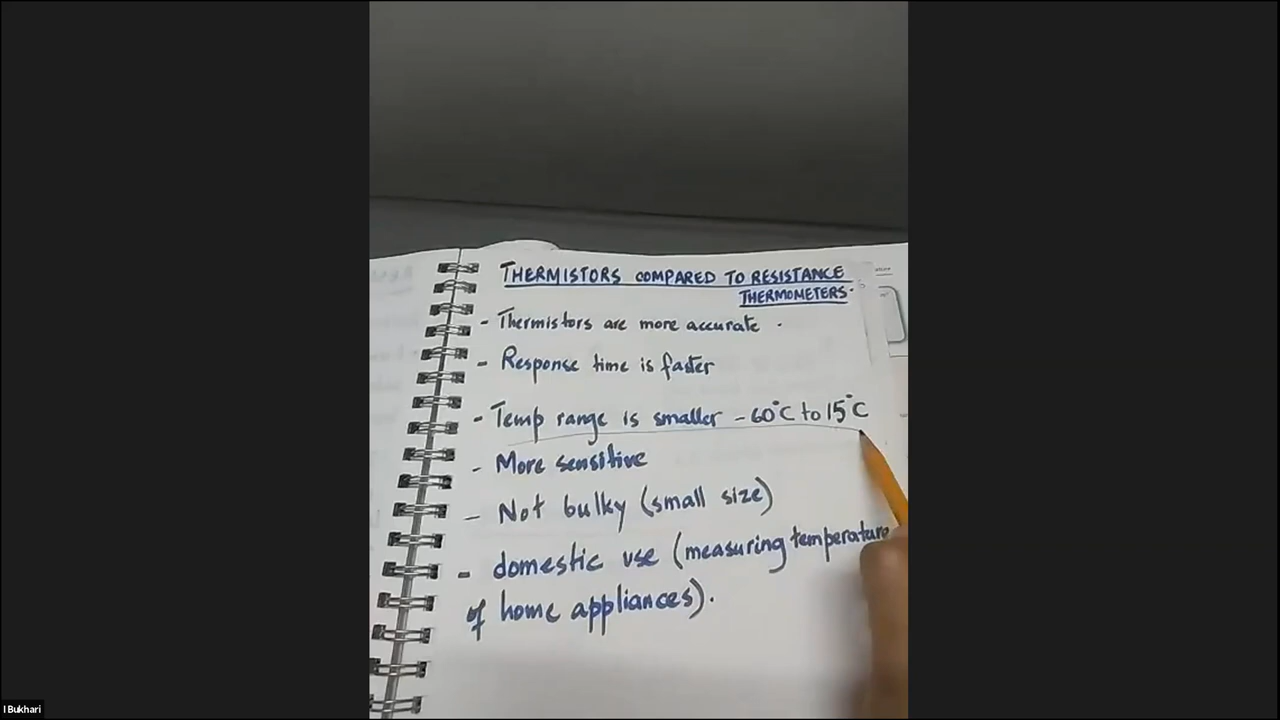 THERMISTORS COMPARED TO RESISTANCE
THERMOMETERS.
- Thermistors are more accurate .
- Response time is faster
- Temp range is smaller -60°C to 15°C
- More sensitive
- Not bulky (small size)
- domestic use (measuring temperature
of home appliances).
I Bukhari